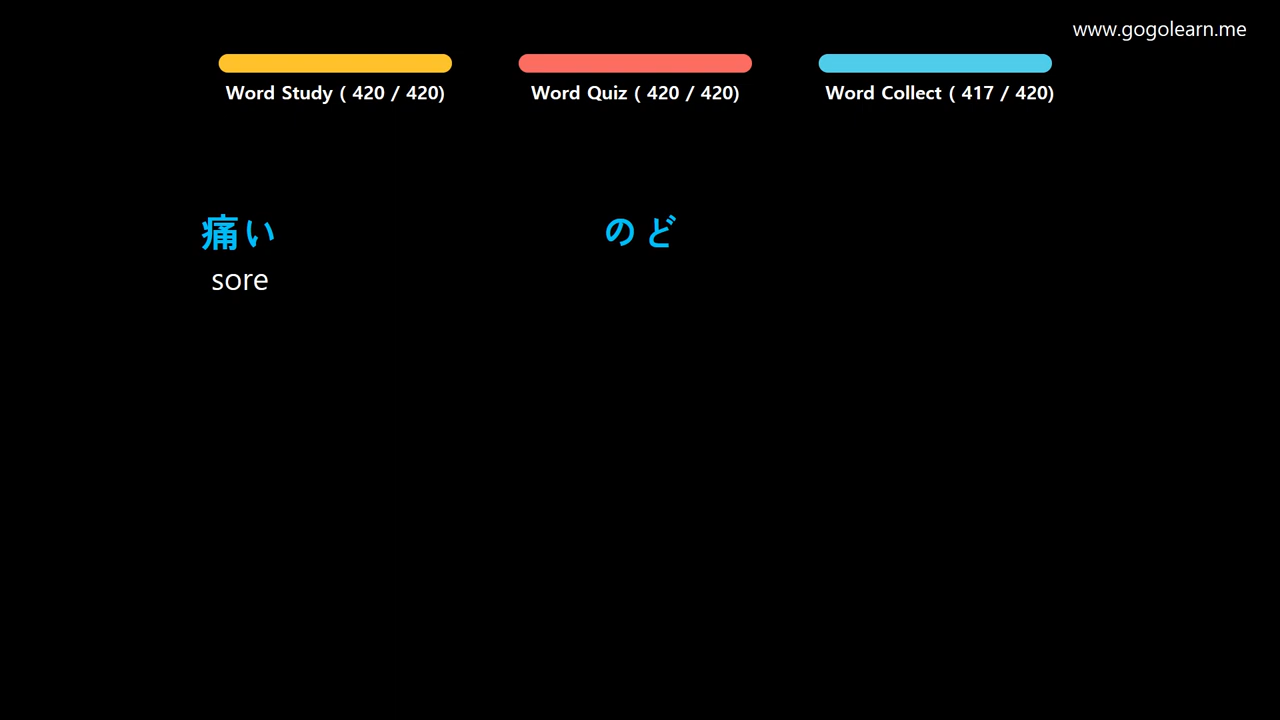 www.gogolearn.me
Word Study ( 420 / 420)
Word Quiz ( 420 / 420)
Word Collect ( 417 / 420)
痛い
のど
sore